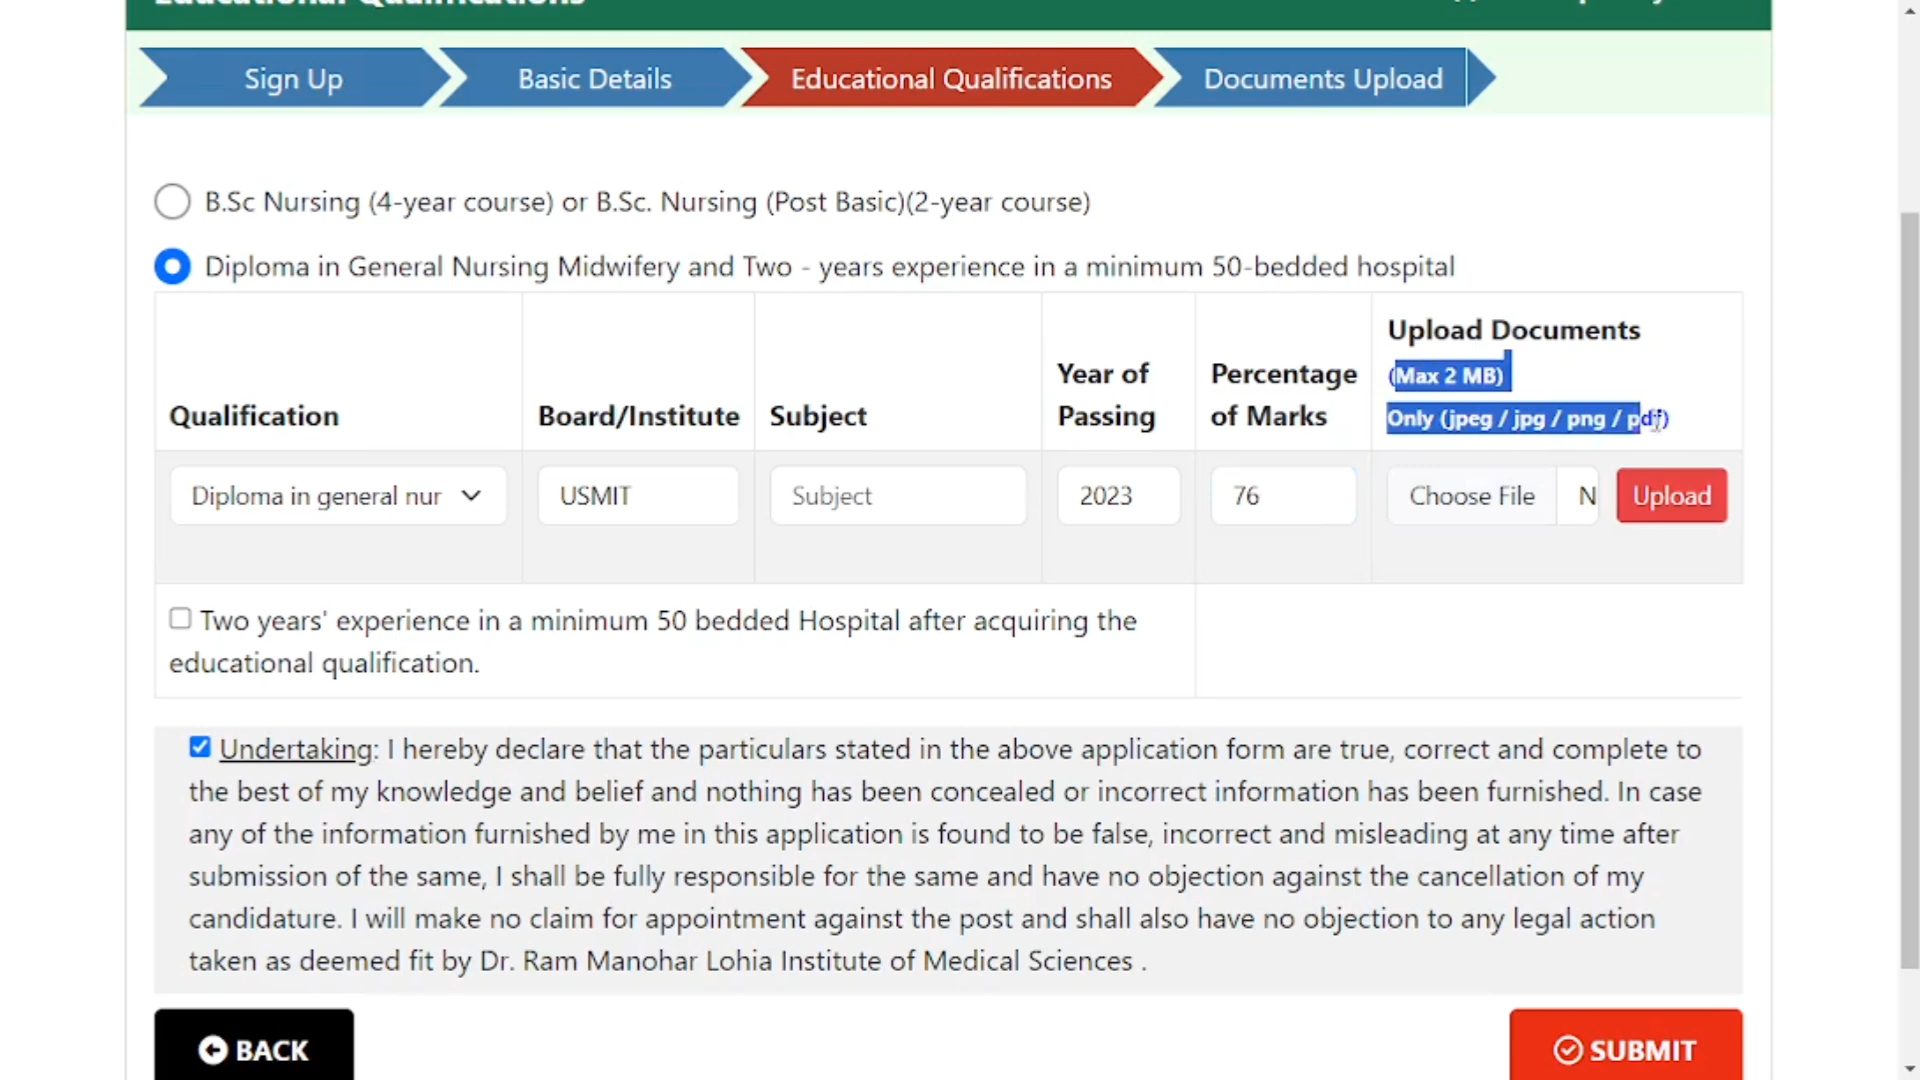 Educational Qualifications
Sign Up
Basic Details
Educational Qualifications
Documents Upload
B.Sc Nursing (4-year course) or B.Sc. Nursing (Post Basic)(2-year course)
Diploma in General Nursing Midwifery and Two - years experience in a minimum 50-bedded hospital
Qualification
Board/Institute
Subject
Year of
Passing
Percentage
of Marks
Upload Documents
(Max 2 MB)
Only (jpeg / jpg / png / pdf)
Diploma in general nur
USMIT
Subject
2023
76
Choose File
N
Upload
Two years' experience in a minimum 50 bedded Hospital after acquiring the
educational qualification.
Undertaking: I hereby declare that the particulars stated in the above application form are true, correct and complete to
the best of my knowledge and belief and nothing has been concealed or incorrect information has been furnished. In case
any of the information furnished by me in this application is found to be false, incorrect and misleading at any time after
submission of the same, I shall be fully responsible for the same and have no objection against the cancellation of my
candidature. I will make no claim for appointment against the post and shall also have no objection to any legal action
taken as deemed fit by Dr. Ram Manohar Lohia Institute of Medical Sciences .
BACK
SUBMIT